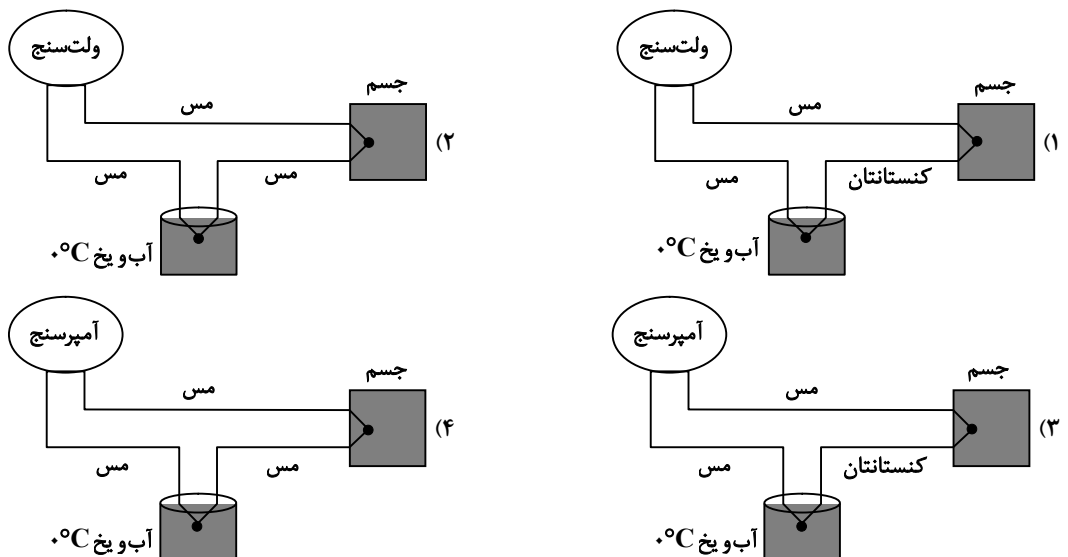 ولت‌سنج
جسم
مس
۱)
مس
کنستانتان
آب و یخ ۰°C
ولت‌سنج
جسم
مس
۲)
مس
مس
آب و یخ ۰°C
آمپرسنج
جسم
مس
۳)
مس
کنستانتان
آب و یخ ۰°C
آمپرسنج
جسم
مس
۴)
مس
مس
آب و یخ ۰°C